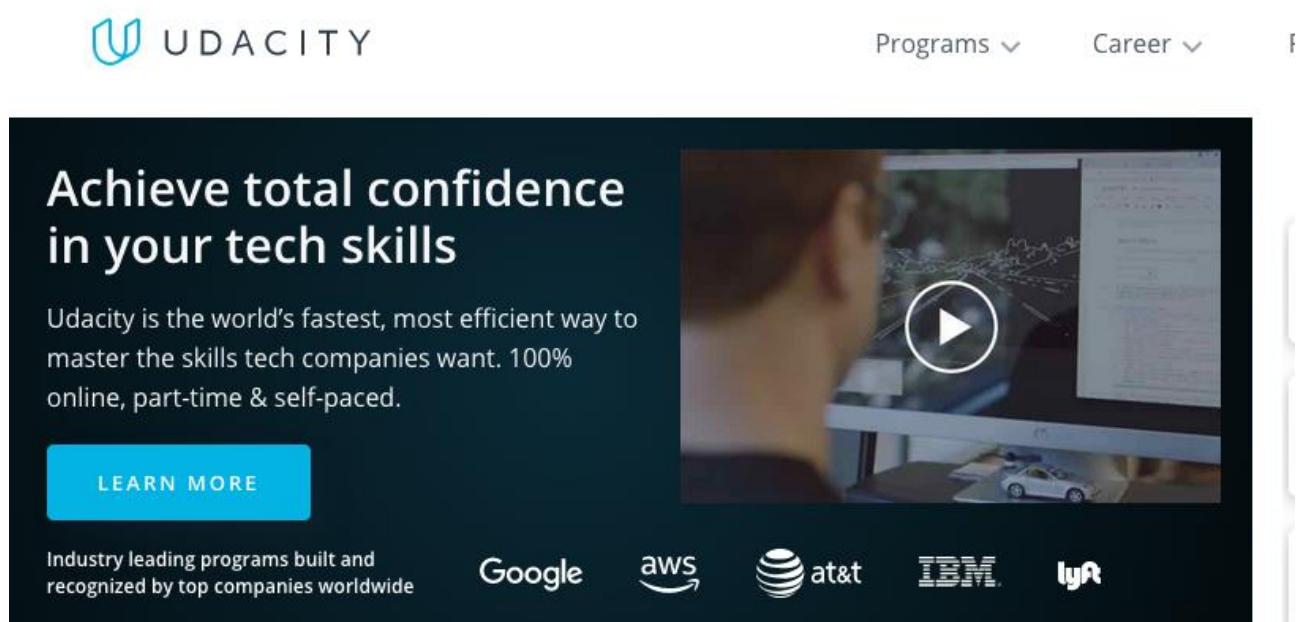 UDACITY
Programs
Career
Achieve total confidence
in your tech skills
Udacity is the world’s fastest, most efficient way to
master the skills tech companies want. 100%
online, part-time & self-paced.
LEARN MORE
Industry leading programs built and
recognized by top companies worldwide
Google
aws
at&t
IBM
lyft